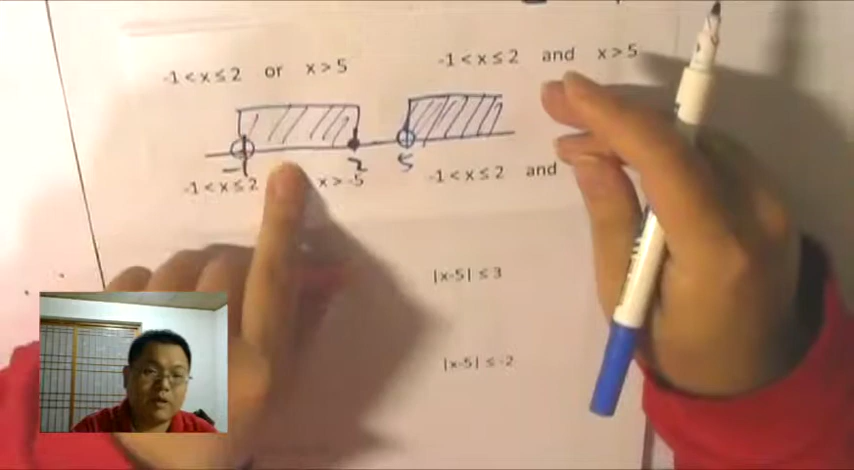 -1 < x ≤ 2 or x > 5
-1 < x ≤ 2 and x > 5
-1 2 5
-1 < x ≤ 2 x > -5
-1 < x ≤ 2 and
|x-5| ≤ 3
|x-5| ≤ -2